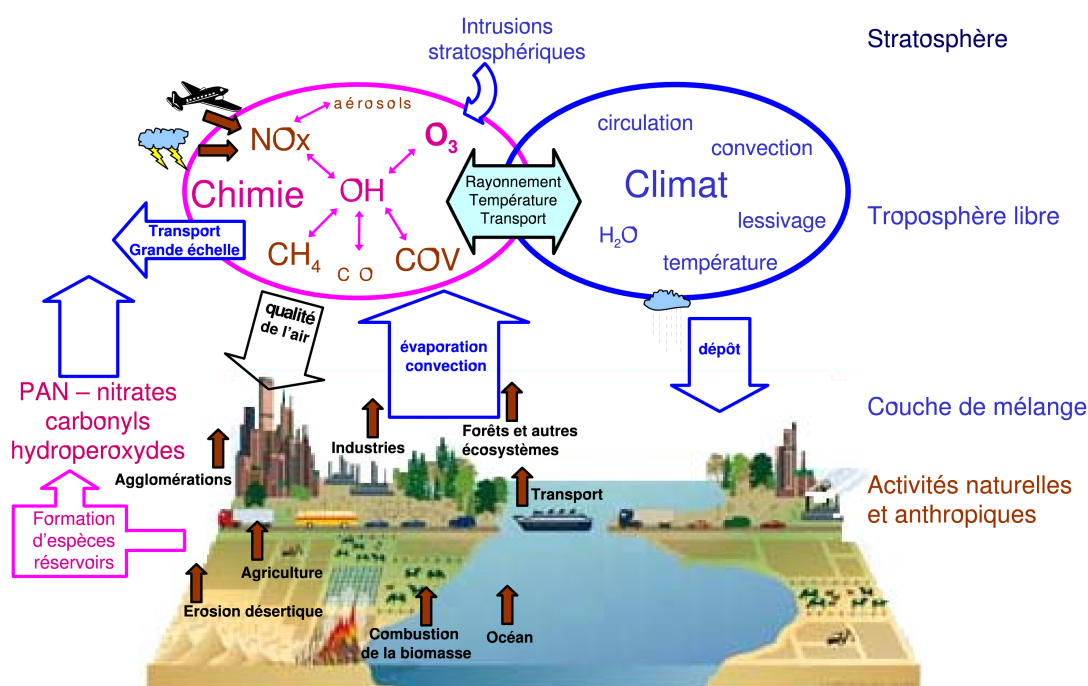 Intrusions
stratosphériques
Stratosphère
aérosols
NOx
O3
Chimie
OH
CH4
CO
COV
Rayonnement
Température
Transport
circulation
convection
Climat
lessivage
H2O
température
Troposphère libre
Transport
Grande échelle
qualité
de l'air
évaporation
convection
dépôt
PAN – nitrates
carbonyls
hydroperoxydes
Couche de mélange
Agglomérations
Industries
Forêts et autres
écosystèmes
Transport
Activités naturelles
et anthropiques
Formation
d'espèces
réservoirs
Agriculture
Erosion désertique
Combustion
de la biomasse
Océan